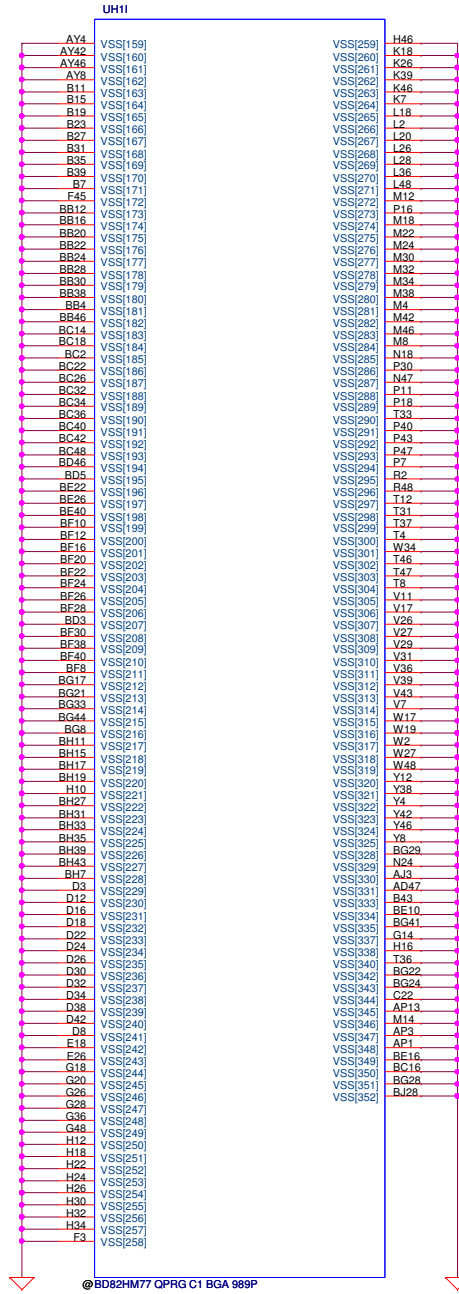 UH1I
AY4 VSS[159]
AY42 VSS[160]
AY46 VSS[161]
AY8 VSS[162]
B11 VSS[163]
B15 VSS[164]
B19 VSS[165]
B23 VSS[166]
B27 VSS[167]
B31 VSS[168]
B35 VSS[169]
B39 VSS[170]
B7 VSS[171]
F45 VSS[172]
BB12 VSS[173]
BB16 VSS[174]
BB20 VSS[175]
BB22 VSS[176]
BB24 VSS[177]
BB28 VSS[178]
BB30 VSS[179]
BB38 VSS[180]
BB4 VSS[181]
BB46 VSS[182]
BC14 VSS[183]
BC18 VSS[184]
BC2 VSS[185]
BC22 VSS[186]
BC26 VSS[187]
BC32 VSS[188]
BC34 VSS[189]
BC36 VSS[190]
BC40 VSS[191]
BC42 VSS[192]
BC48 VSS[193]
BD46 VSS[194]
BD5 VSS[195]
BE22 VSS[196]
BE26 VSS[197]
BE40 VSS[198]
BF10 VSS[199]
BF12 VSS[200]
BF16 VSS[201]
BF20 VSS[202]
BF22 VSS[203]
BF24 VSS[204]
BF26 VSS[205]
BF28 VSS[206]
BD3 VSS[207]
BF30 VSS[208]
BF38 VSS[209]
BF40 VSS[210]
BF8 VSS[211]
BG17 VSS[212]
BG21 VSS[213]
BG33 VSS[214]
BG44 VSS[215]
BG8 VSS[216]
BH11 VSS[217]
BH15 VSS[218]
BH17 VSS[219]
BH19 VSS[220]
H10 VSS[221]
BH27 VSS[222]
BH31 VSS[223]
BH33 VSS[224]
BH35 VSS[225]
BH39 VSS[226]
BH43 VSS[227]
BH7 VSS[228]
D3 VSS[229]
D12 VSS[230]
D16 VSS[231]
D18 VSS[232]
D22 VSS[233]
D24 VSS[234]
D26 VSS[235]
D30 VSS[236]
D32 VSS[237]
D34 VSS[238]
D38 VSS[239]
D42 VSS[240]
D8 VSS[241]
E18 VSS[242]
E26 VSS[243]
G18 VSS[244]
G20 VSS[245]
G26 VSS[246]
G28 VSS[247]
G36 VSS[248]
G48 VSS[249]
H12 VSS[250]
H18 VSS[251]
H22 VSS[252]
H24 VSS[253]
H26 VSS[254]
H30 VSS[255]
H32 VSS[256]
H34 VSS[257]
F3 VSS[258]
VSS[259] H46
VSS[260] K18
VSS[261] K26
VSS[262] K39
VSS[263] K46
VSS[264] K7
VSS[265] L18
VSS[266] L2
VSS[267] L20
VSS[268] L26
VSS[269] L28
VSS[270] L36
VSS[271] L48
VSS[272] M12
VSS[273] P16
VSS[274] M18
VSS[275] M22
VSS[276] M24
VSS[277] M30
VSS[278] M32
VSS[279] M34
VSS[280] M38
VSS[281] M4
VSS[282] M42
VSS[283] M46
VSS[284] M8
VSS[285] N18
VSS[286] P30
VSS[287] N47
VSS[288] P11
VSS[289] P18
VSS[290] T33
VSS[291] P40
VSS[292] P43
VSS[293] P47
VSS[294] P7
VSS[295] R2
VSS[296] R48
VSS[297] T12
VSS[298] T31
VSS[299] T37
VSS[300] T4
VSS[301] W34
VSS[302] T46
VSS[303] T47
VSS[304] T8
VSS[305] V11
VSS[306] V17
VSS[307] V26
VSS[308] V27
VSS[309] V29
VSS[310] V31
VSS[311] V36
VSS[312] V39
VSS[313] V43
VSS[314] V7
VSS[315] W17
VSS[316] W19
VSS[317] W2
VSS[318] W27
VSS[319] W48
VSS[320] Y12
VSS[321] Y38
VSS[322] Y4
VSS[323] Y42
VSS[324] Y46
VSS[325] Y8
VSS[328] BG29
VSS[329] N24
VSS[330] AJ3
VSS[331] AD47
VSS[333] B43
VSS[334] BE10
VSS[335] BG41
VSS[337] G14
VSS[338] H16
VSS[340] T36
VSS[342] BG22
VSS[343] BG24
VSS[344] C22
VSS[345] AP13
VSS[346] M14
VSS[347] AP3
VSS[348] AP1
VSS[349] BE16
VSS[350] BC16
VSS[351] BG28
VSS[352] BJ28
@BD82HM77 QPRG C1 BGA 989P